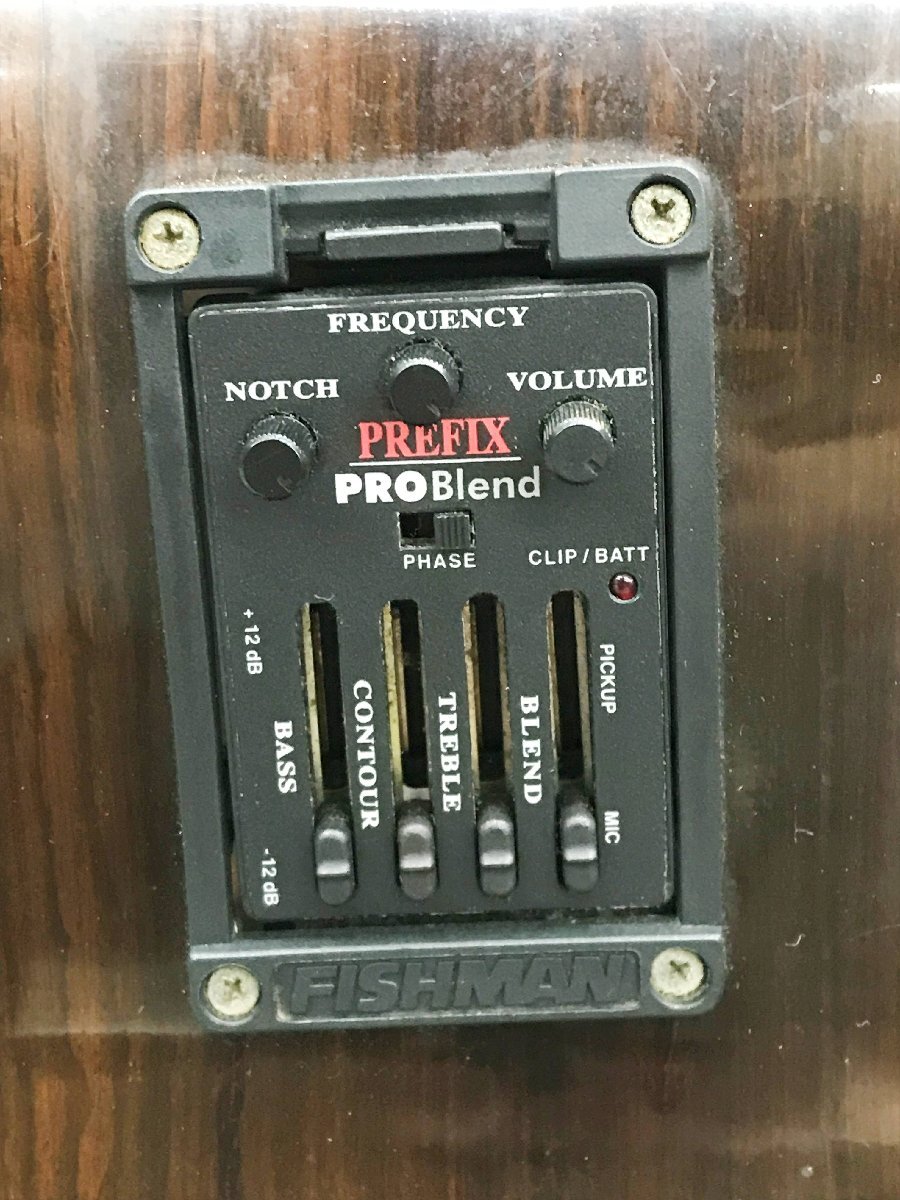 FREQUENCY
NOTCH
VOLUME
PREFIX
PROBlend
PHASE
CLIP / BATT
+ 12 dB
- 12 dB
BASS
CONTOUR
TREBLE
BLEND
PICKUP
MIC
FISHMAN